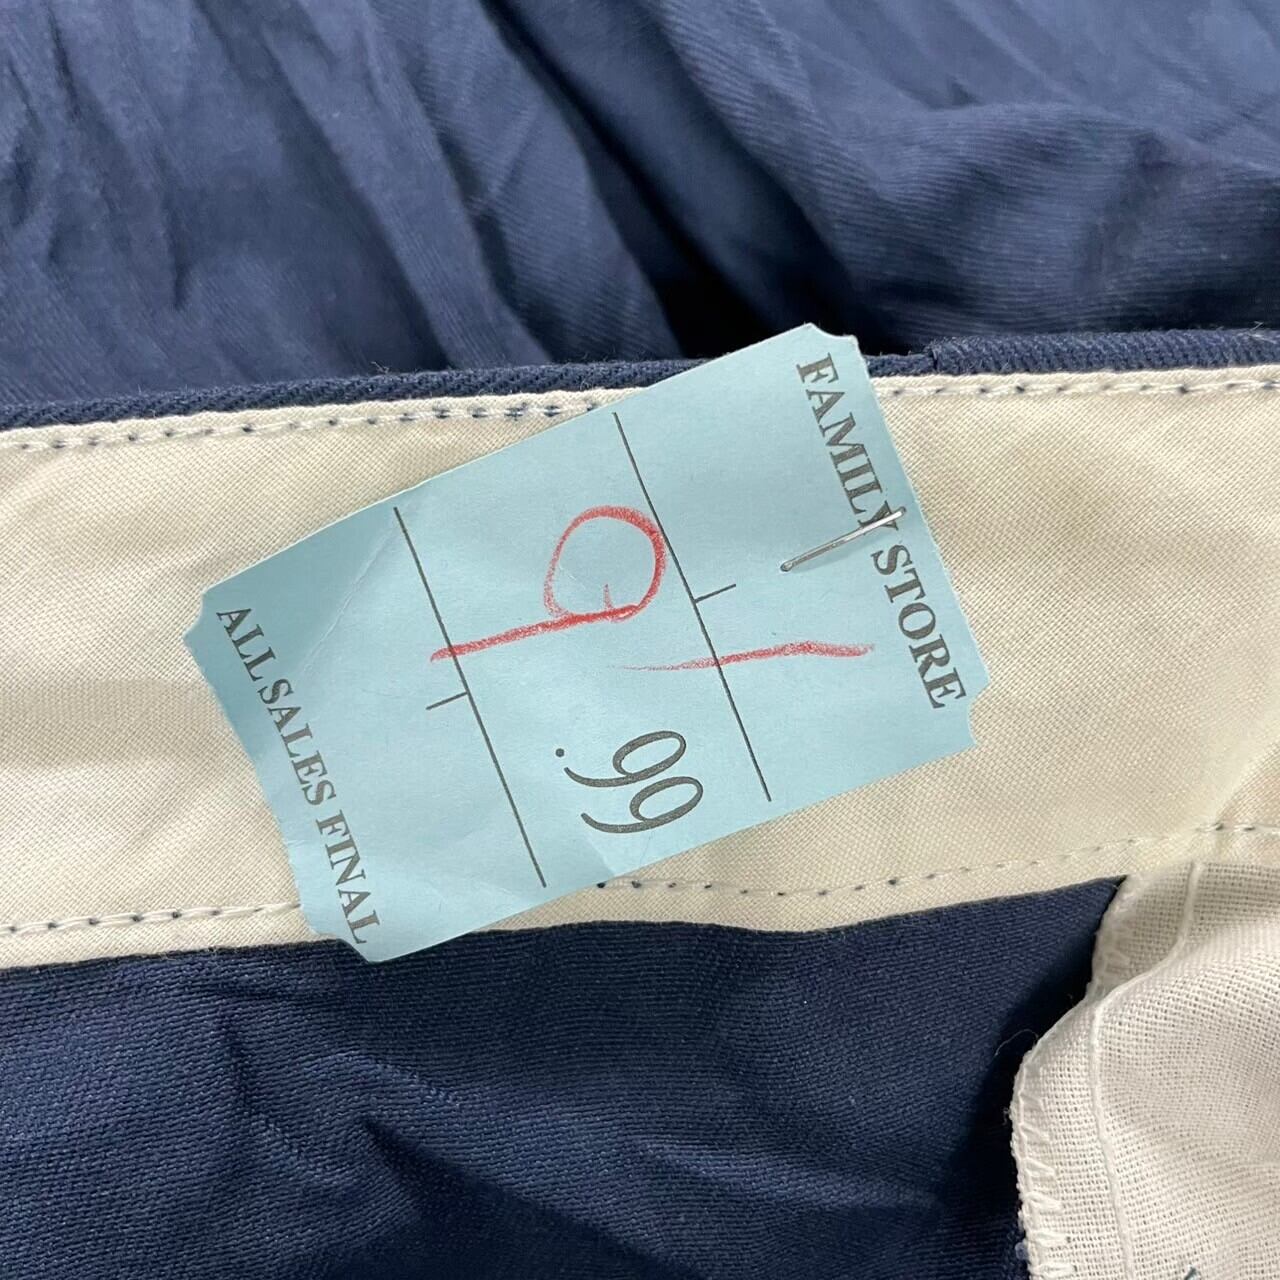 FAMILY STORE
9 .99
ALL SALES FINAL